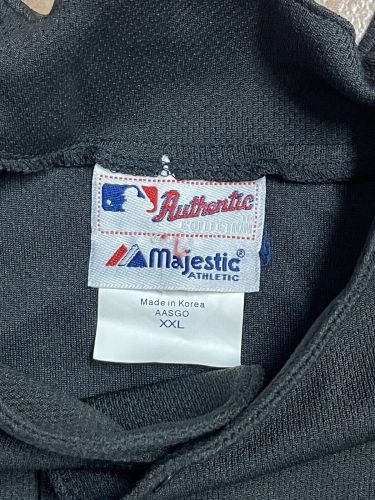 Authentic
COLLECTION
Majestic®
ATHLETIC
Made in Korea
AASGO
XXL